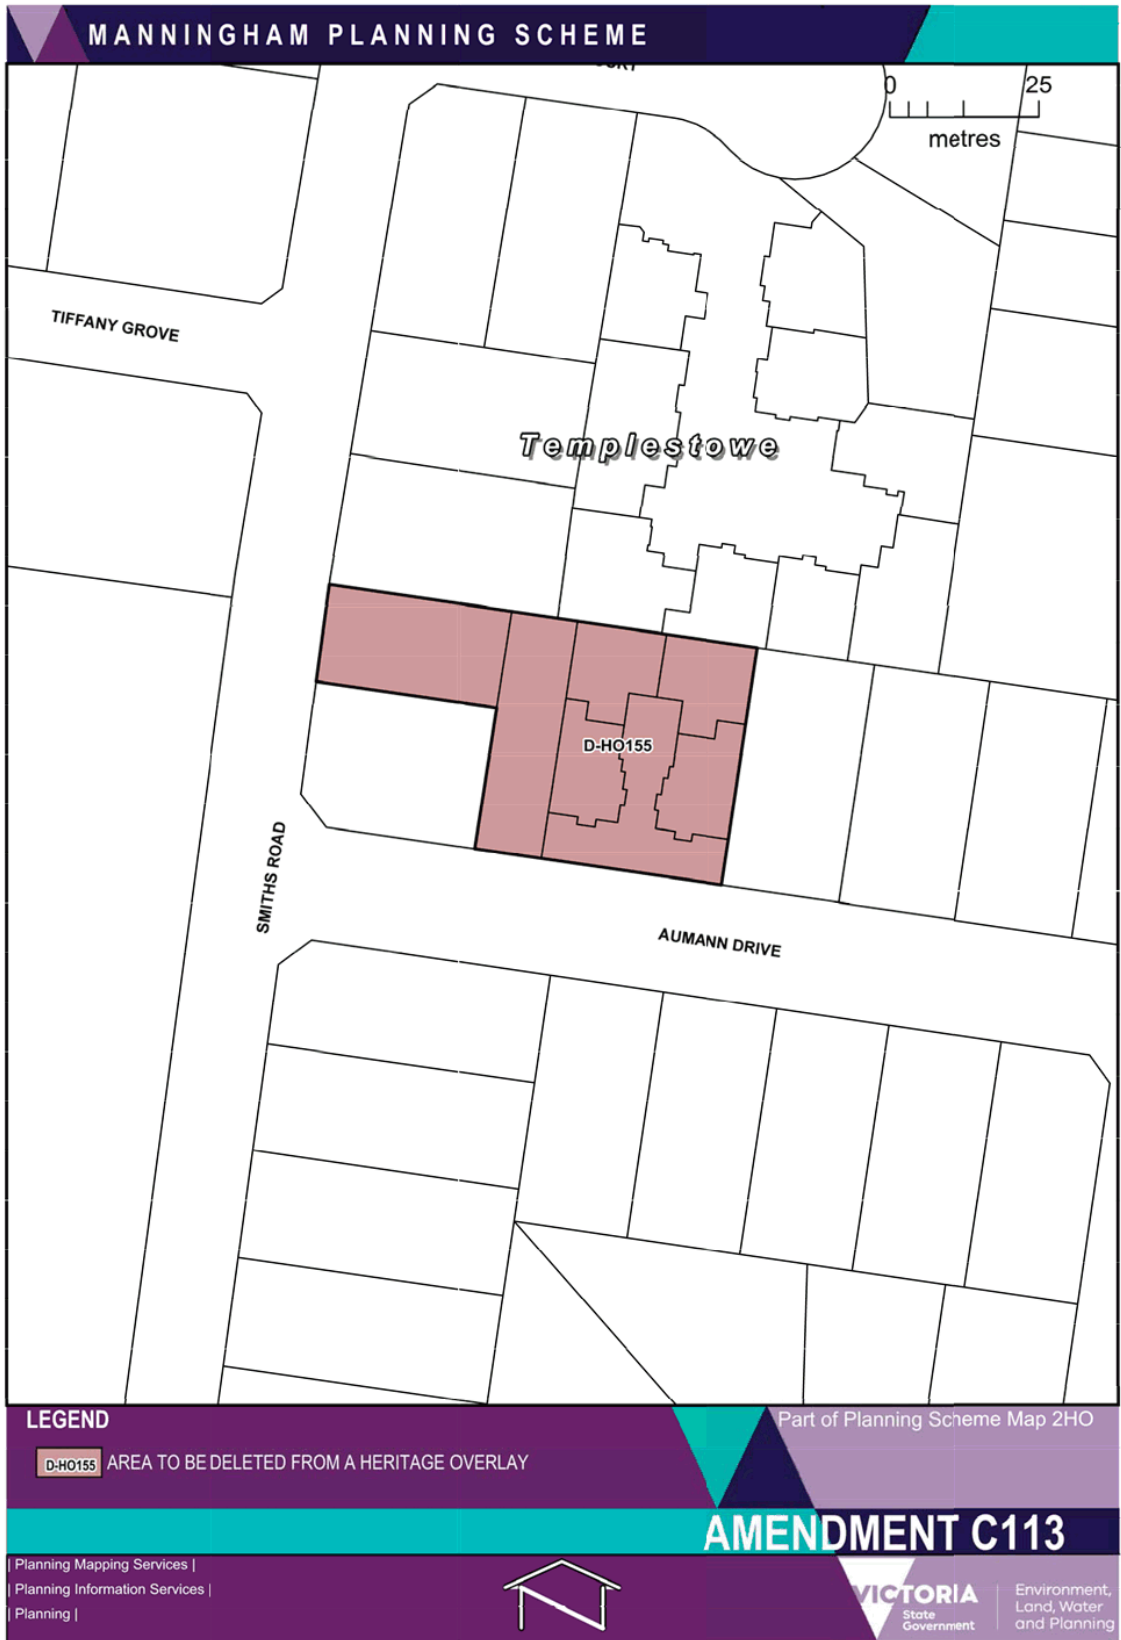 MANNINGHAM PLANNING SCHEME
0 25
metres
TIFFANY GROVE
Templestowe
D-HO155
SMITHS ROAD
AUMANN DRIVE
LEGEND
D-HO155 AREA TO BE DELETED FROM A HERITAGE OVERLAY
Part of Planning Scheme Map 2HO
AMENDMENT C113
| Planning Mapping Services |
| Planning Information Services |
| Planning |
VICTORIA
State
Government
Environment,
Land, Water
and Planning